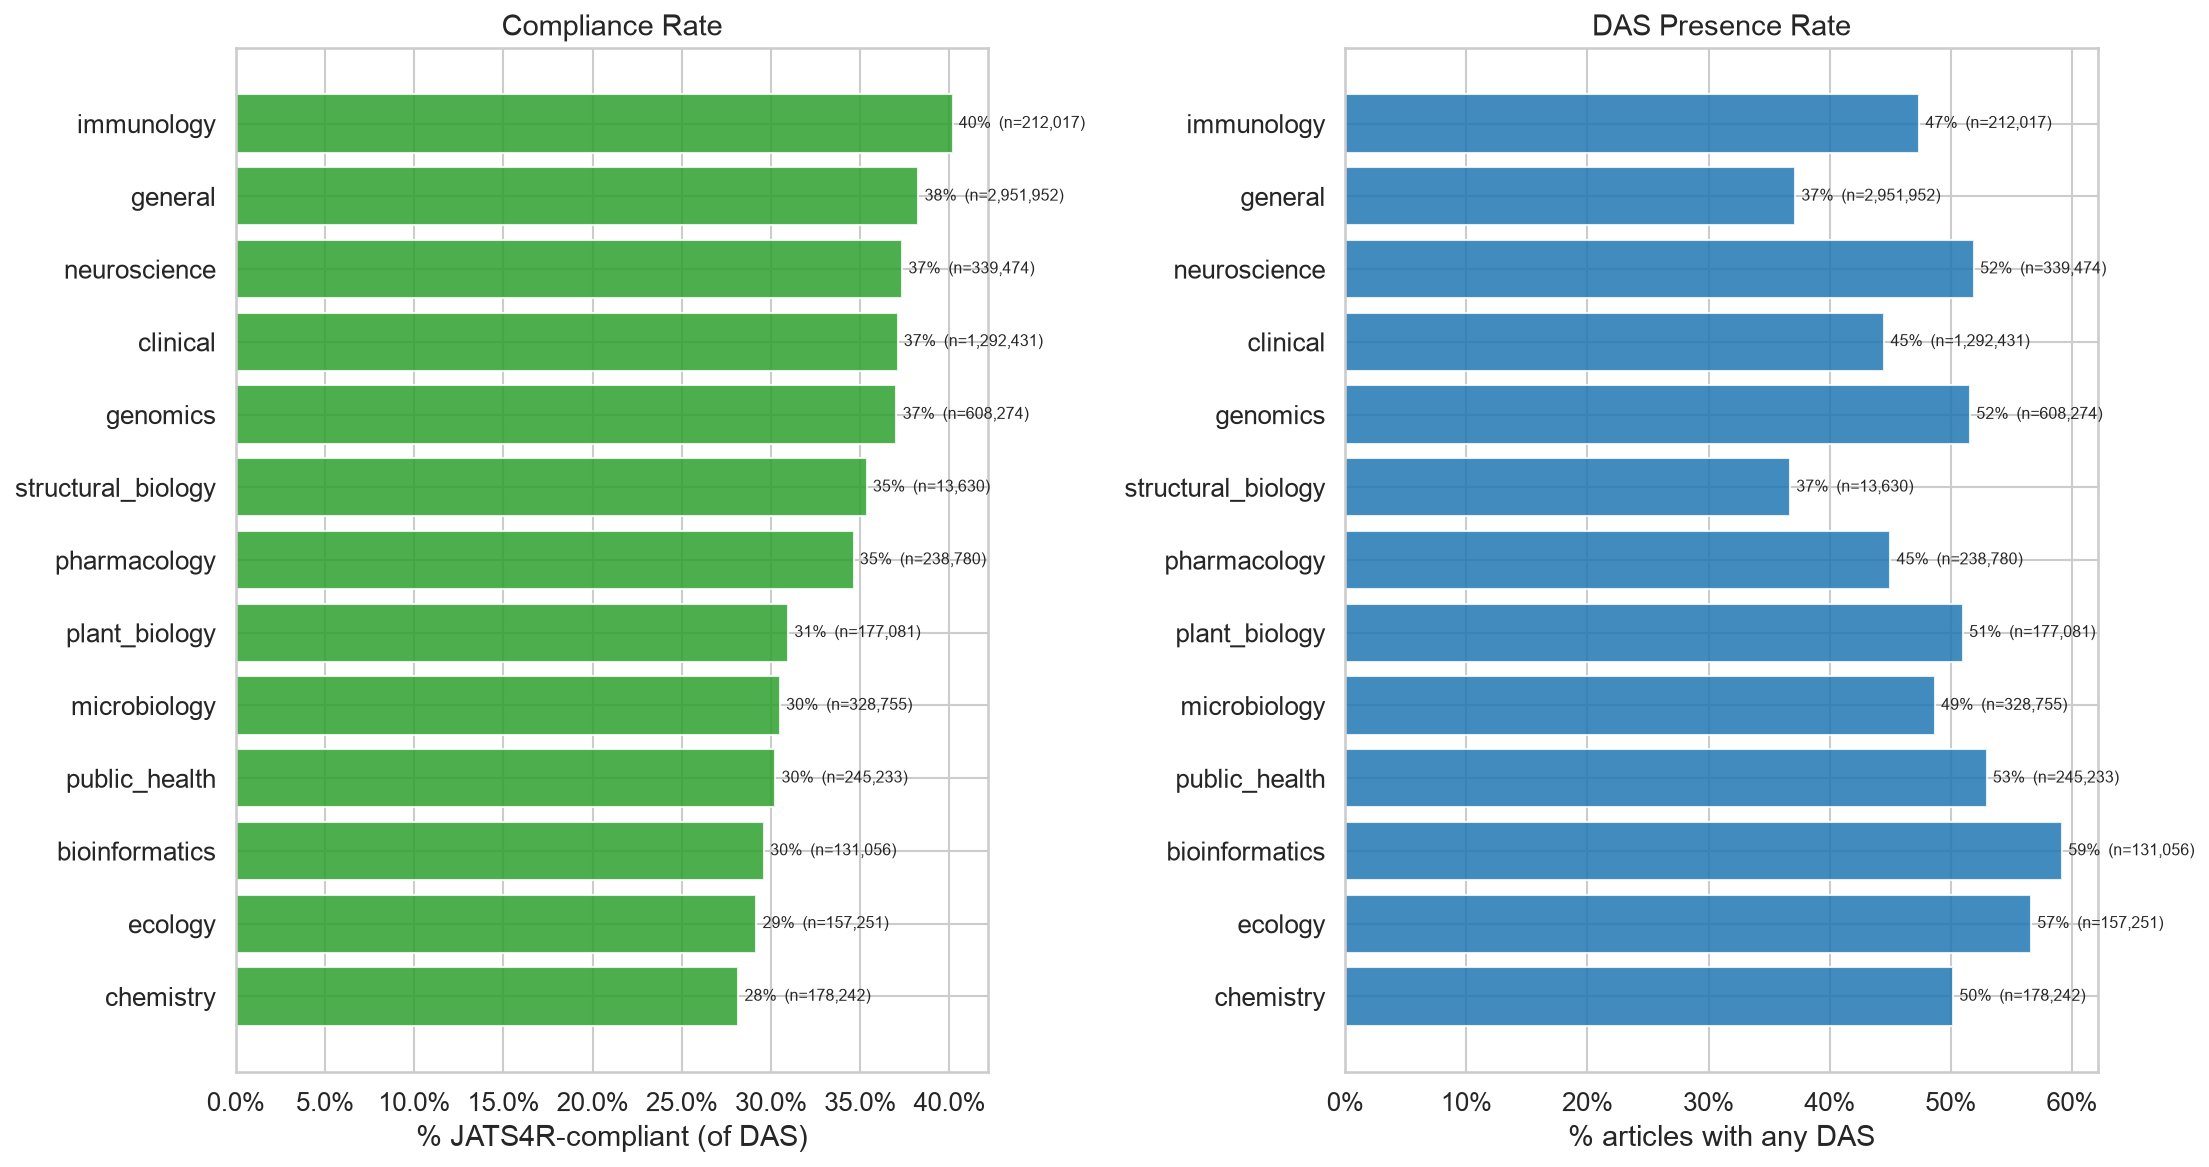 Compliance Rate
immunology 40% (n=212,017)
general 38% (n=2,951,952)
neuroscience 37% (n=339,474)
clinical 37% (n=1,292,431)
genomics 37% (n=608,274)
structural_biology 35% (n=13,630)
pharmacology 35% (n=238,780)
plant_biology 31% (n=177,081)
microbiology 30% (n=328,755)
public_health 30% (n=245,233)
bioinformatics 30% (n=131,056)
ecology 29% (n=157,251)
chemistry 28% (n=178,242)
0.0% 5.0% 10.0% 15.0% 20.0% 25.0% 30.0% 35.0% 40.0%
% JATS4R-compliant (of DAS)
DAS Presence Rate
immunology 47% (n=212,017)
general 37% (n=2,951,952)
neuroscience 52% (n=339,474)
clinical 45% (n=1,292,431)
genomics 52% (n=608,274)
structural_biology 37% (n=13,630)
pharmacology 45% (n=238,780)
plant_biology 51% (n=177,081)
microbiology 49% (n=328,755)
public_health 53% (n=245,233)
bioinformatics 59% (n=131,056)
ecology 57% (n=157,251)
chemistry 50% (n=178,242)
0% 10% 20% 30% 40% 50% 60%
% articles with any DAS